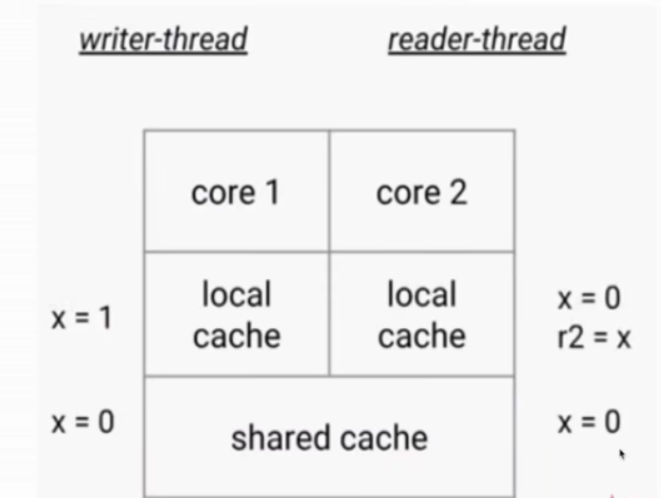 writer-thread
reader-thread
core 1
core 2
x = 1
local
cache
local
cache
x = 0
r2 = x
x = 0
shared cache
x = 0